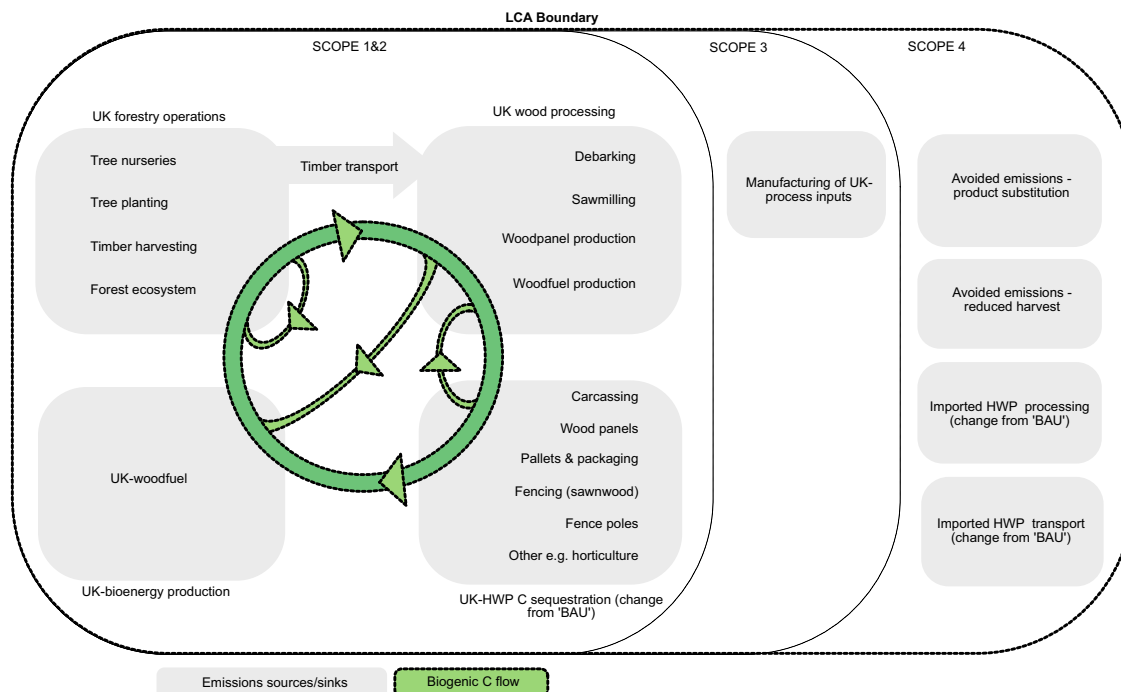 LCA Boundary
SCOPE 1&2
SCOPE 3
SCOPE 4
UK forestry operations
Tree nurseries
Tree planting
Timber harvesting
Forest ecosystem
Timber transport
UK wood processing
Debarking
Sawmilling
Woodpanel production
Woodfuel production
Manufacturing of UK-
process inputs
Avoided emissions -
product substitution
Avoided emissions -
reduced harvest
Imported HWP processing
(change from 'BAU')
Imported HWP transport
(change from 'BAU')
UK-woodfuel
UK-bioenergy production
Carcassing
Wood panels
Pallets & packaging
Fencing (sawnwood)
Fence poles
Other e.g. horticulture
UK-HWP C sequestration (change
from 'BAU')
Emissions sources/sinks
Biogenic C flow